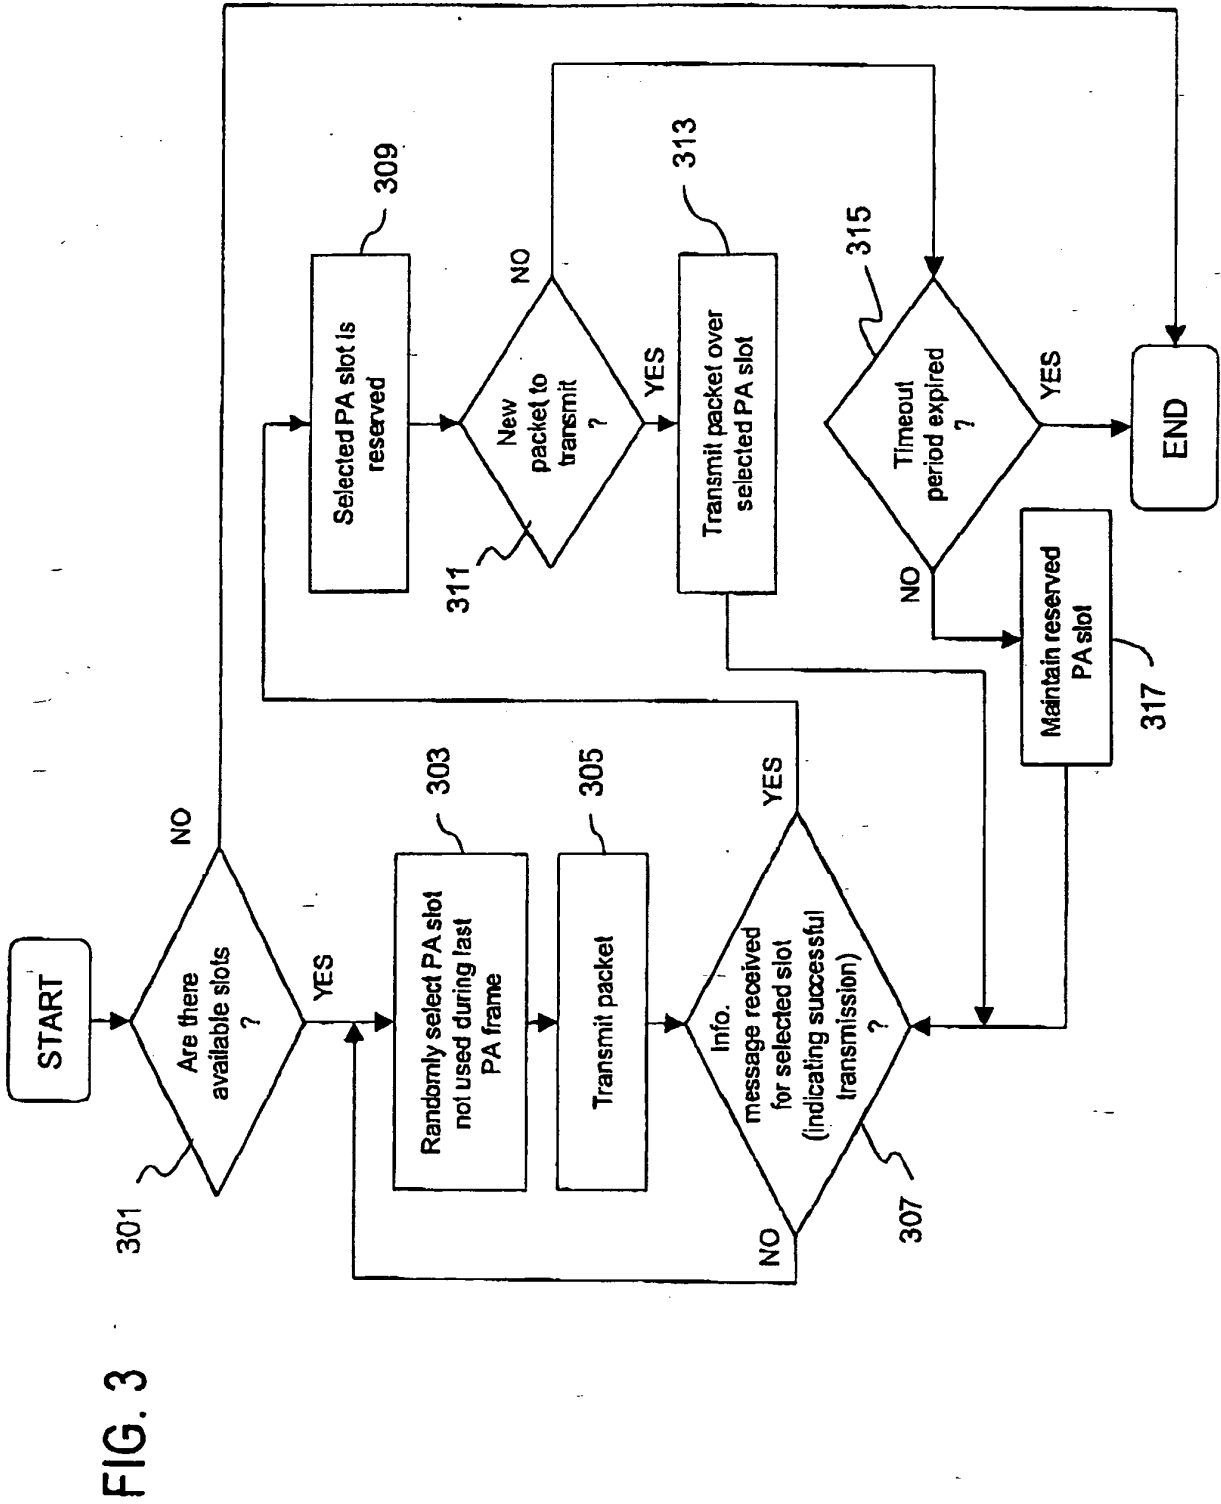 FIG. 3
START
301
Are there
available slots
?
NO
YES
303
Randomly select PA slot
not used during last
PA frame
305
Transmit packet
307
Info.
message received
for selected slot
(indicating successful
transmission)
?
NO
YES
309
Selected PA slot is
reserved
311
New
packet to
transmit
?
NO
YES
313
Transmit packet over
selected PA slot
315
Timeout
period expired
?
NO
YES
317
Maintain reserved
PA slot
END